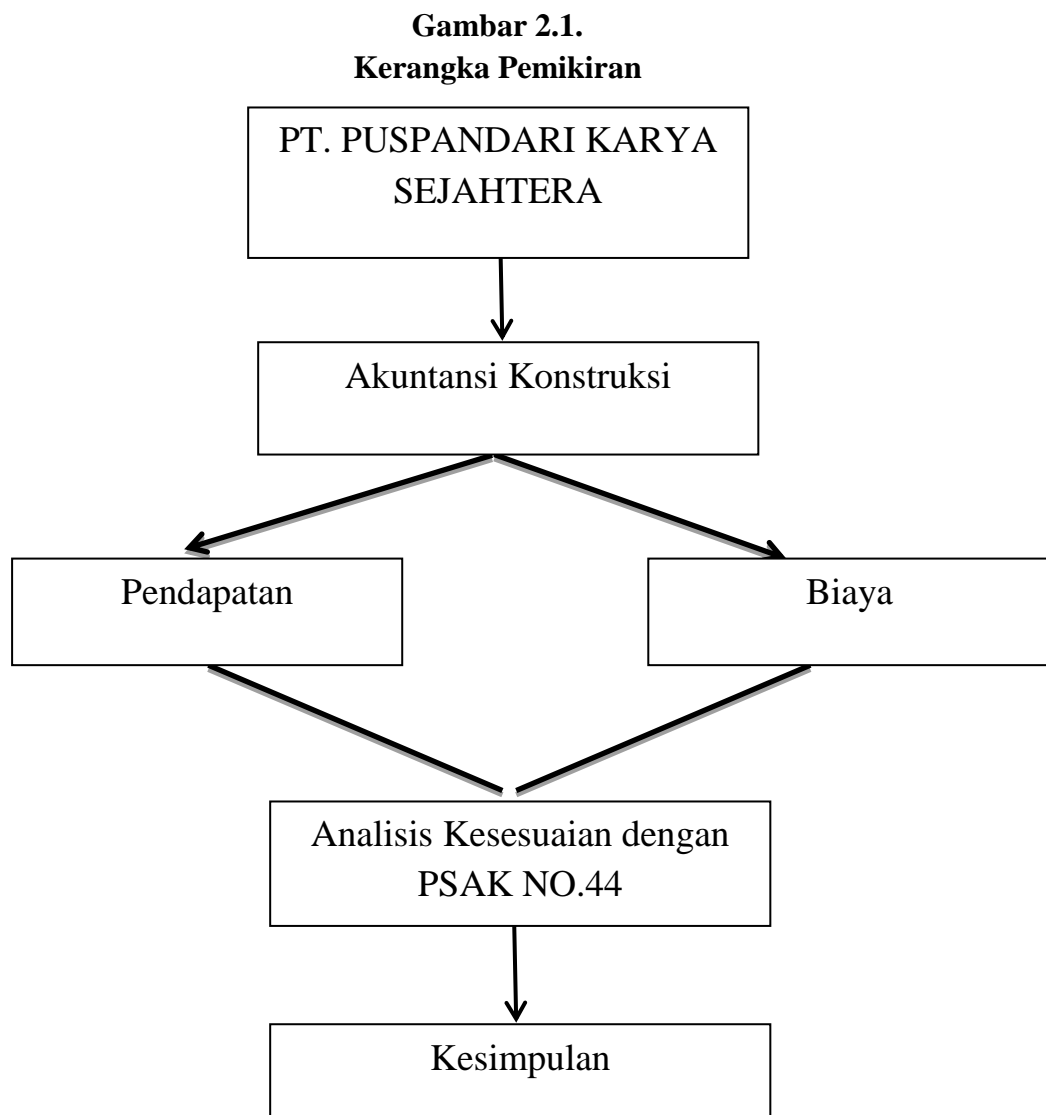 Gambar 2.1.
Kerangka Pemikiran
PT. PUSPANDARI KARYA
SEJAHTERA
Akuntansi Konstruksi
Pendapatan
Biaya
Analisis Kesesuaian dengan
PSAK NO.44
Kesimpulan